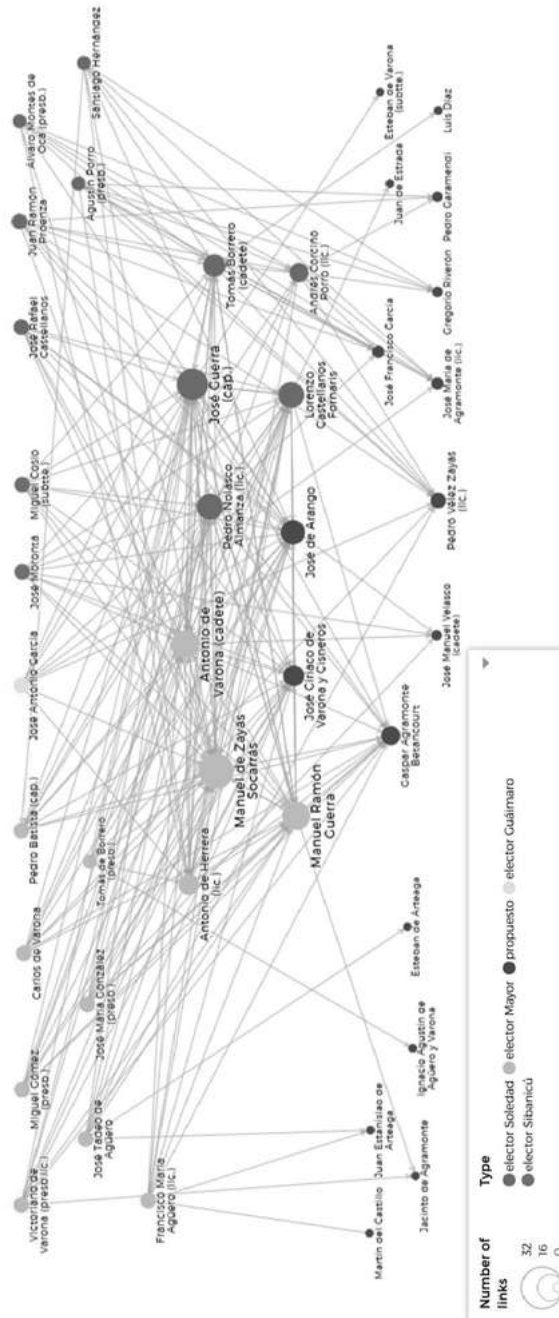 Victoriano de
Varona (presb.lic.)
Miguel Gómez
(presb.)
Carlos de Varona
Pedro Batista (cap.)
José Antonio García
José Moronta
Miguel Cosío
(subtte.)
José Rafael
Castellanos
Juan Ramón
Proenza
Álvaro Montes de
Oca (presb.)
José Tadeo de
Agüero
José María González
(presb.)
Tomás de Borrero
(presb.)
Agustín Porro
(presb.)
Santiago Hernández
Francisco María
Agüero (lic.)
Antonio de Herrera
(lic.)
Manuel de Zayas
Socarrás
Antonio de
Varona (cadete)
Pedro Nolasco
Almanza (lic.)
José Guerra
(cap.)
Tomás Borrero
(cadete)
Manuel Ramón
Guerra
José Ciriaco de
Varona y Cisneros
José de Arango
Lorenzo
Castellanos
Fornaris
Andrés Corcino
Porro (lic.)
Martín del Castillo
Juan Estanislao de
Arteaga
Jacinto de Agramonte
Ignacio Agustín de
Agüero y Varona
Esteban de Arteaga
Gaspar Agramonte
Betancourt
José Manuel Velasco
(cadete)
Pedro Vélez Zayas
(lic.)
José Francisco García
José María de
Agramonte (lic.)
Gregorio Riverón
Juan de Estrada
Pedro Garamendi
Esteban de Varona
(subtte.)
Luis Díaz
Number of
links
32
16
0
Type
elector Soledad
elector Mayor
propuesto
elector Guáimaro
elector Sibanicú